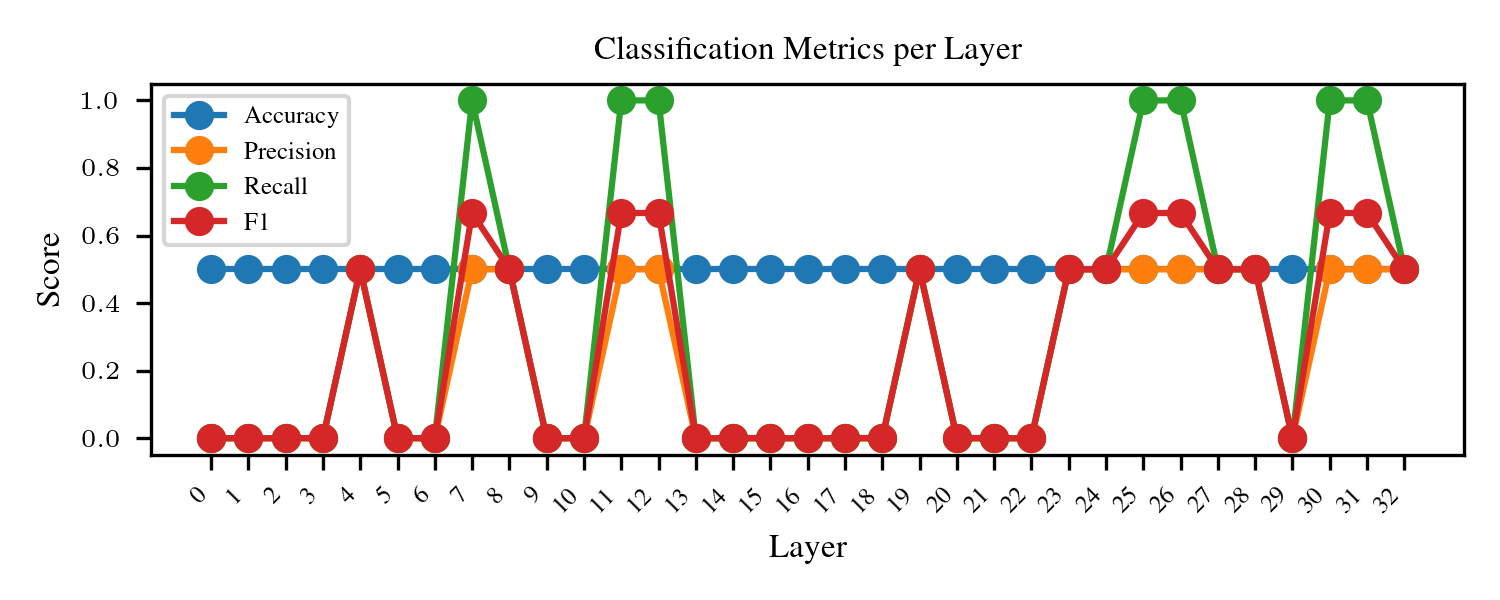 Classification Metrics per Layer
1.0
0.8
0.6
0.4
0.2
0.0
Score
Accuracy
Precision
Recall
F1
0 1 2 3 4 5 6 7 8 9 10 11 12 13 14 15 16 17 18 19 20 21 22 23 24 25 26 27 28 29 30 31 32
Layer